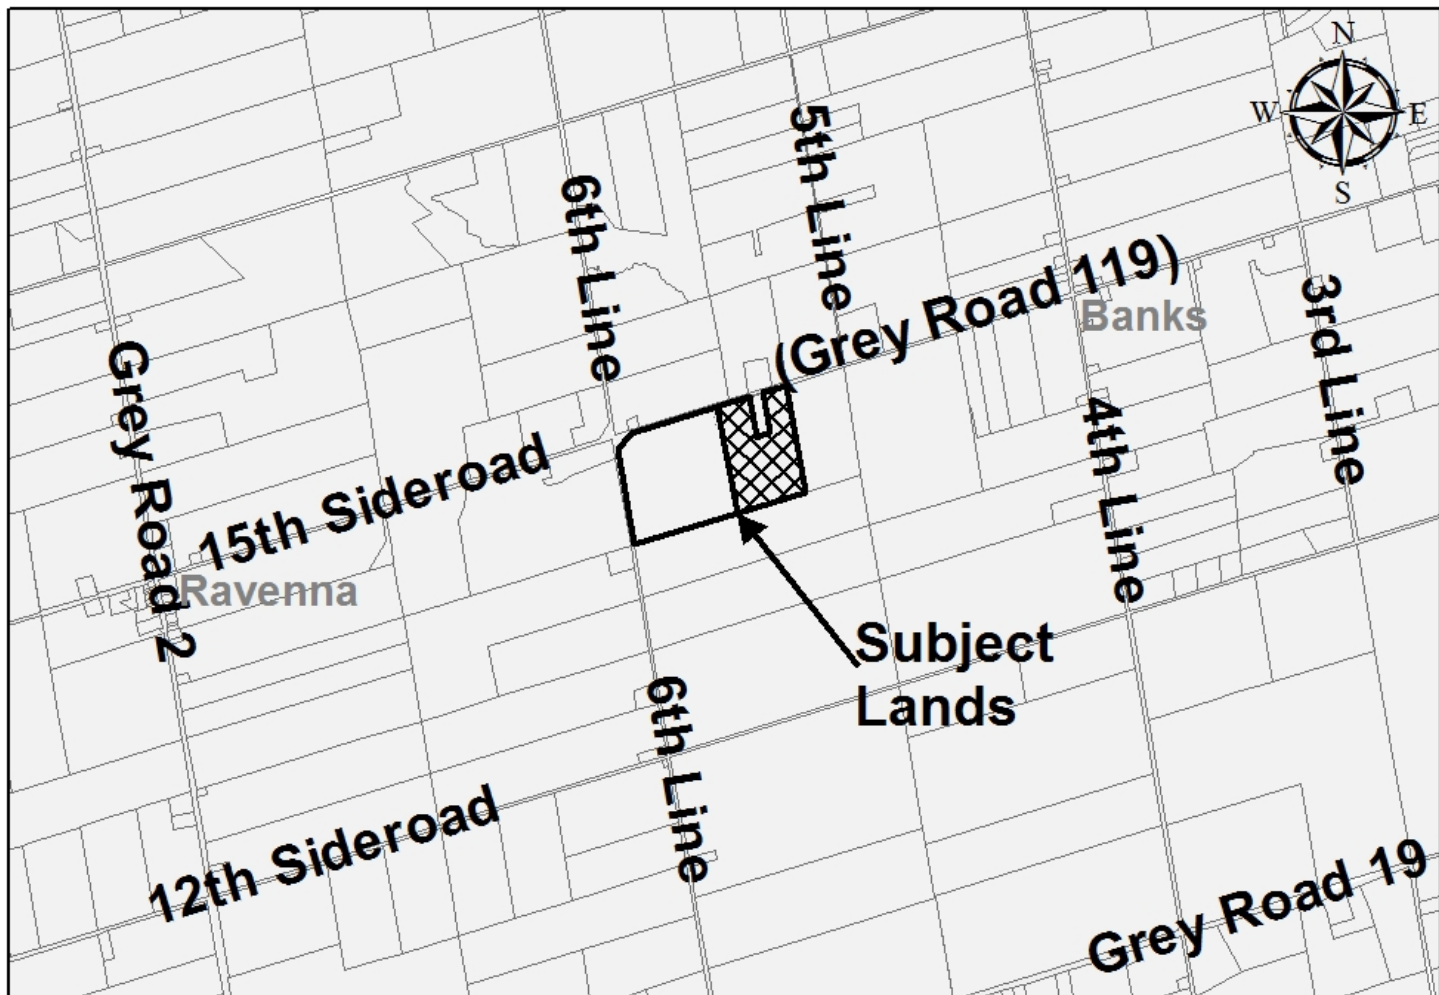 N
W E
S
5th Line
6th Line
(Grey Road 119)
Banks
3rd Line
Grey Road 2
4th Line
15th Sideroad
Ravenna
Subject
Lands
6th Line
12th Sideroad
Grey Road 19